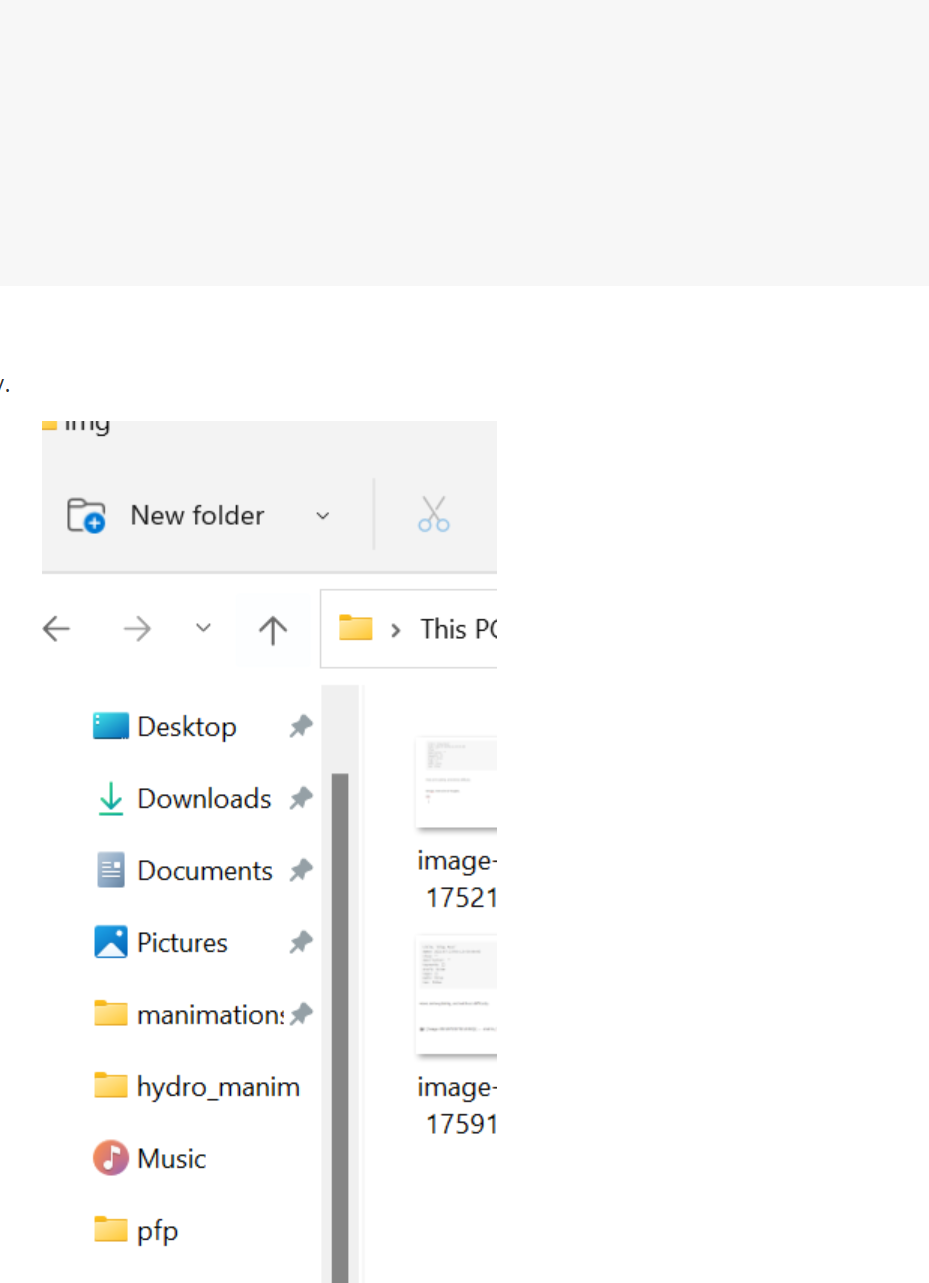 .
img
New folder
This PC
Desktop
Downloads
Documents
Pictures
manimations
hydro_manim
Music
pfp
image-
17521
image-
17591